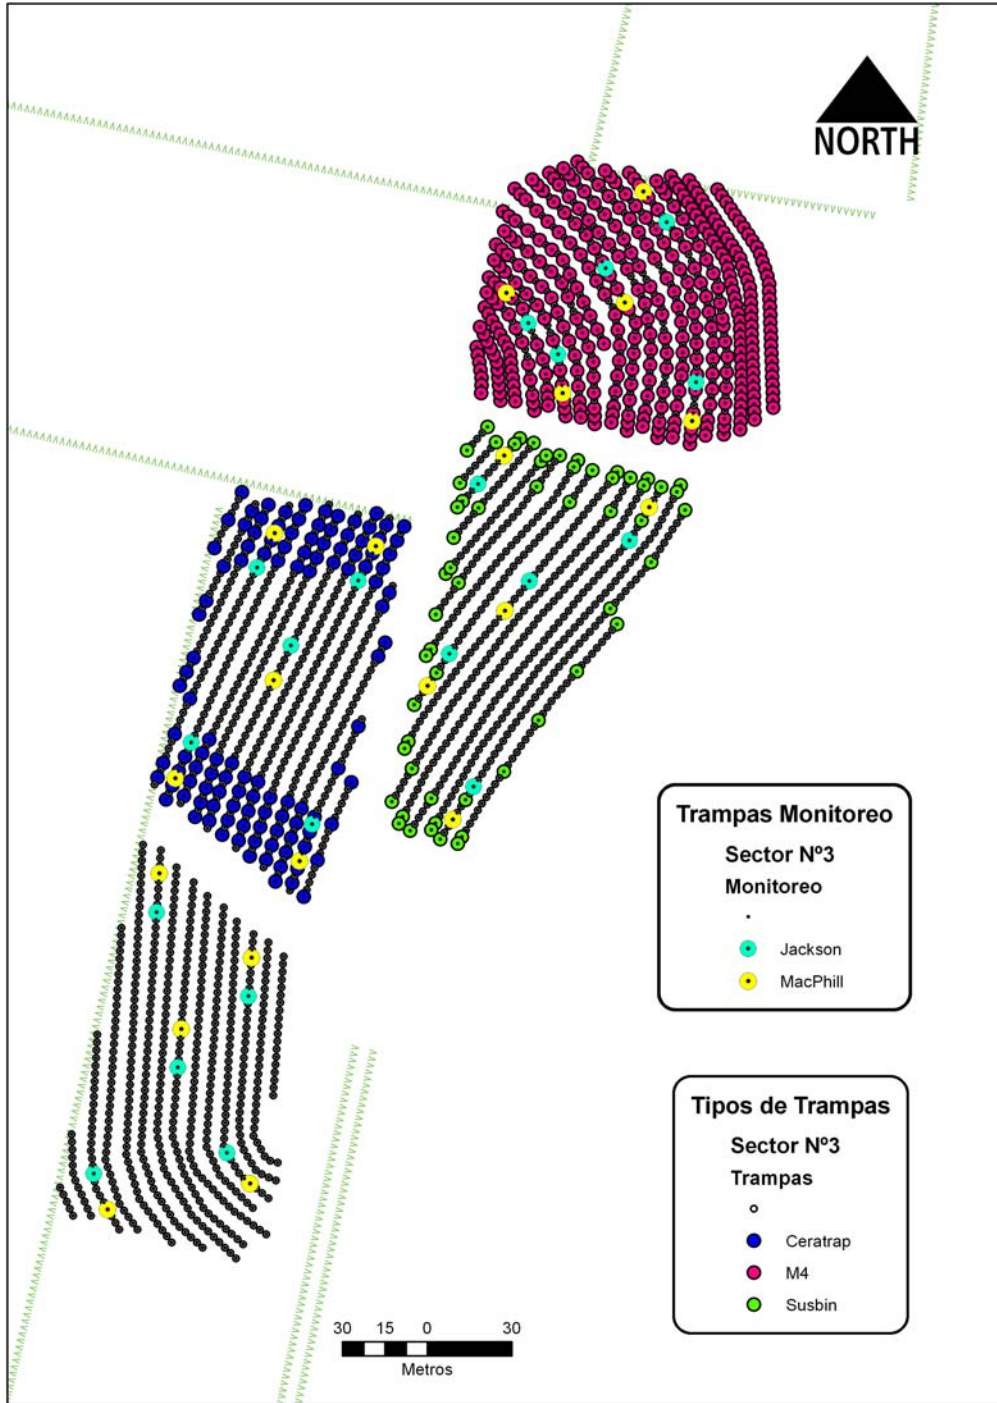 NORTH
Trampas Monitoreo
Sector Nº3
Monitoreo
Jackson
MacPhill
Tipos de Trampas
Sector Nº3
Trampas
Ceratrap
M4
Susbin
30 15 0 30
Metros